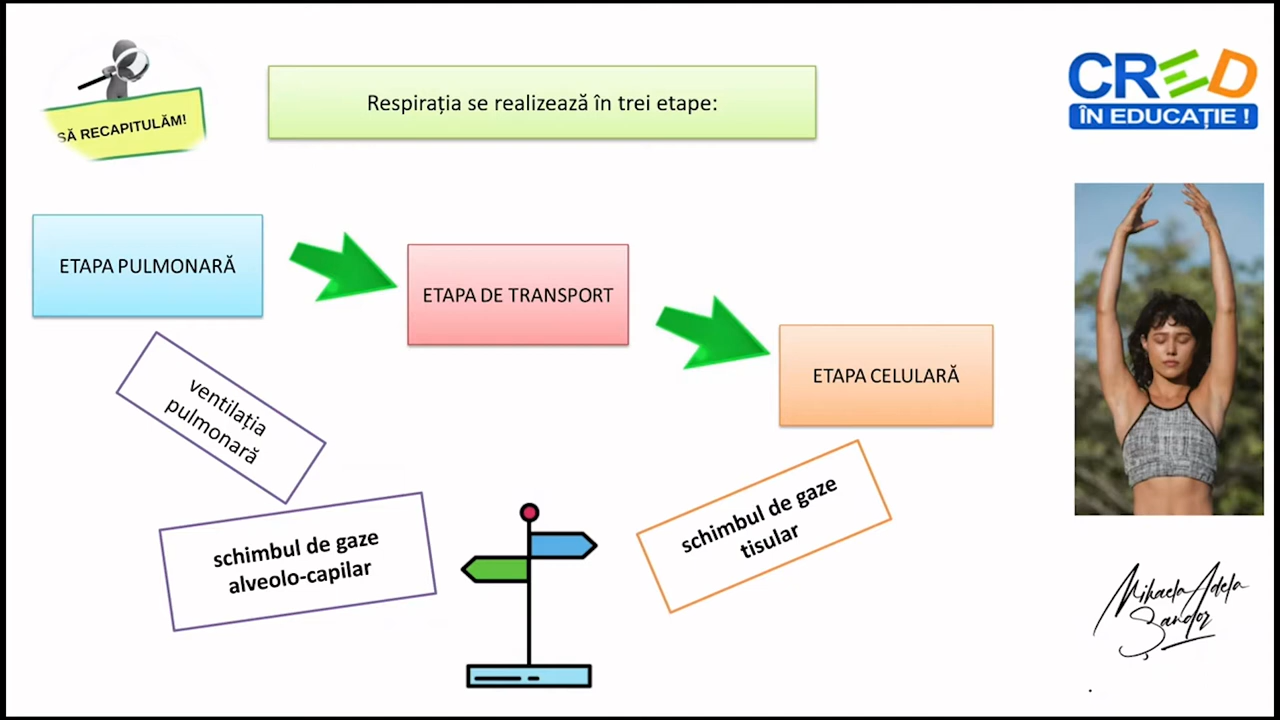 SĂ RECAPITULĂM!
Respirația se realizează în trei etape:
CRED
ÎN EDUCAȚIE !
ETAPA PULMONARĂ
ETAPA DE TRANSPORT
ETAPA CELULARĂ
ventilația
pulmonară
schimbul de gaze
alveolo-capilar
schimbul de gaze
tisular
Mihaela Adela
Șandor